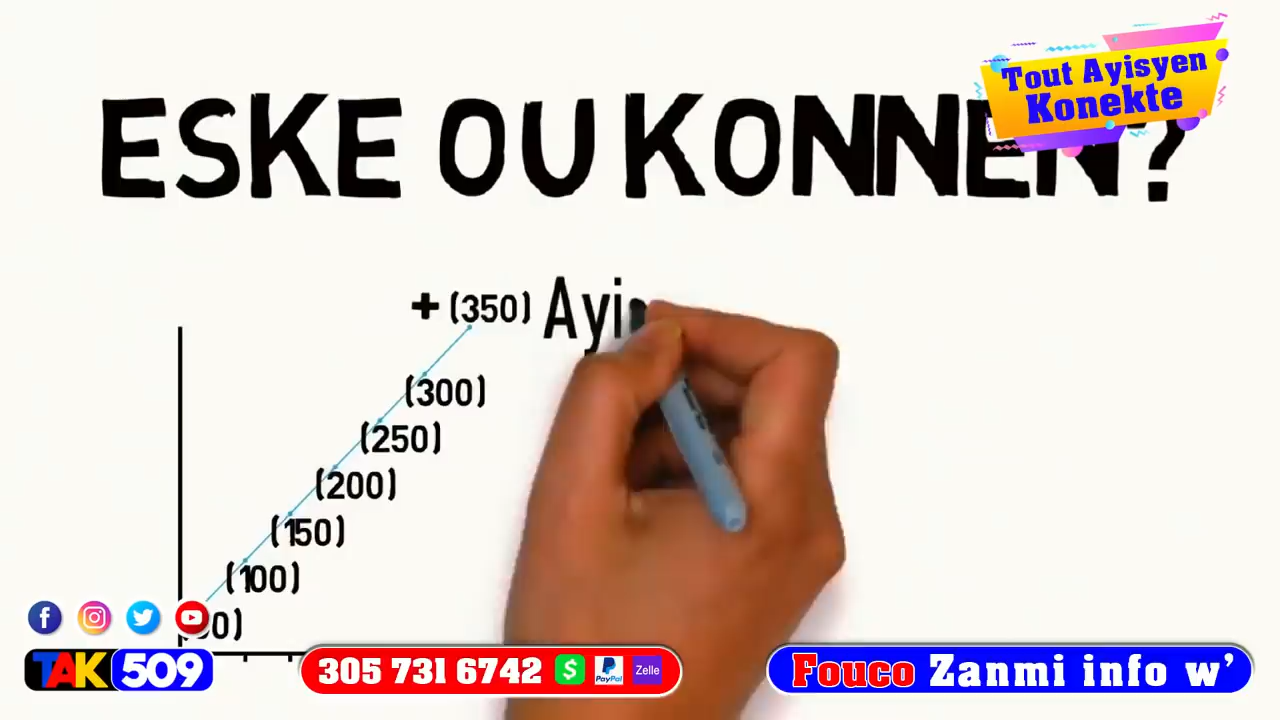 Tout Ayisyen
Konekte
ESKE OU KONNEN ?
+ (350) Ayi
(300)
(250)
(200)
(150)
(100)
TAK 509
305 731 6742
PayPal
Zelle
Fouco Zanmi info w'